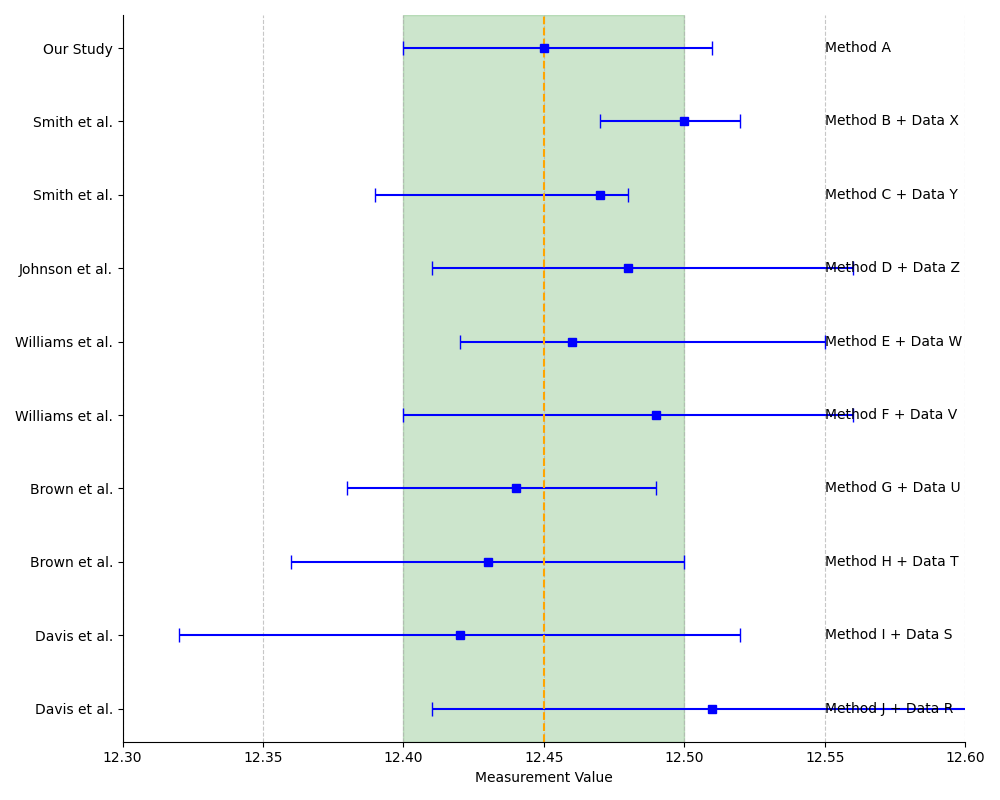 Our Study Method A
Smith et al. Method B + Data X
Smith et al. Method C + Data Y
Johnson et al. Method D + Data Z
Williams et al. Method E + Data W
Williams et al. Method F + Data V
Brown et al. Method G + Data U
Brown et al. Method H + Data T
Davis et al. Method I + Data S
Davis et al. Method J + Data R
12.30 12.35 12.40 12.45 12.50 12.55 12.60
Measurement Value